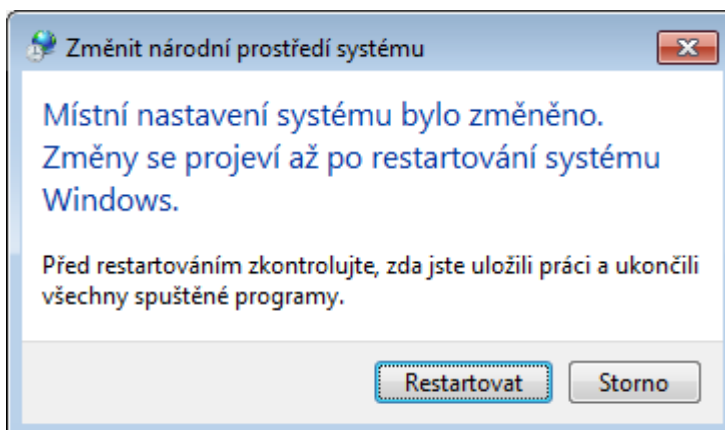 Změnit národní prostředí systému
Místní nastavení systému bylo změněno.
Změny se projeví až po restartování systému
Windows.
Před restartováním zkontrolujte, zda jste uložili práci a ukončili
všechny spuštěné programy.
Restartovat
Storno